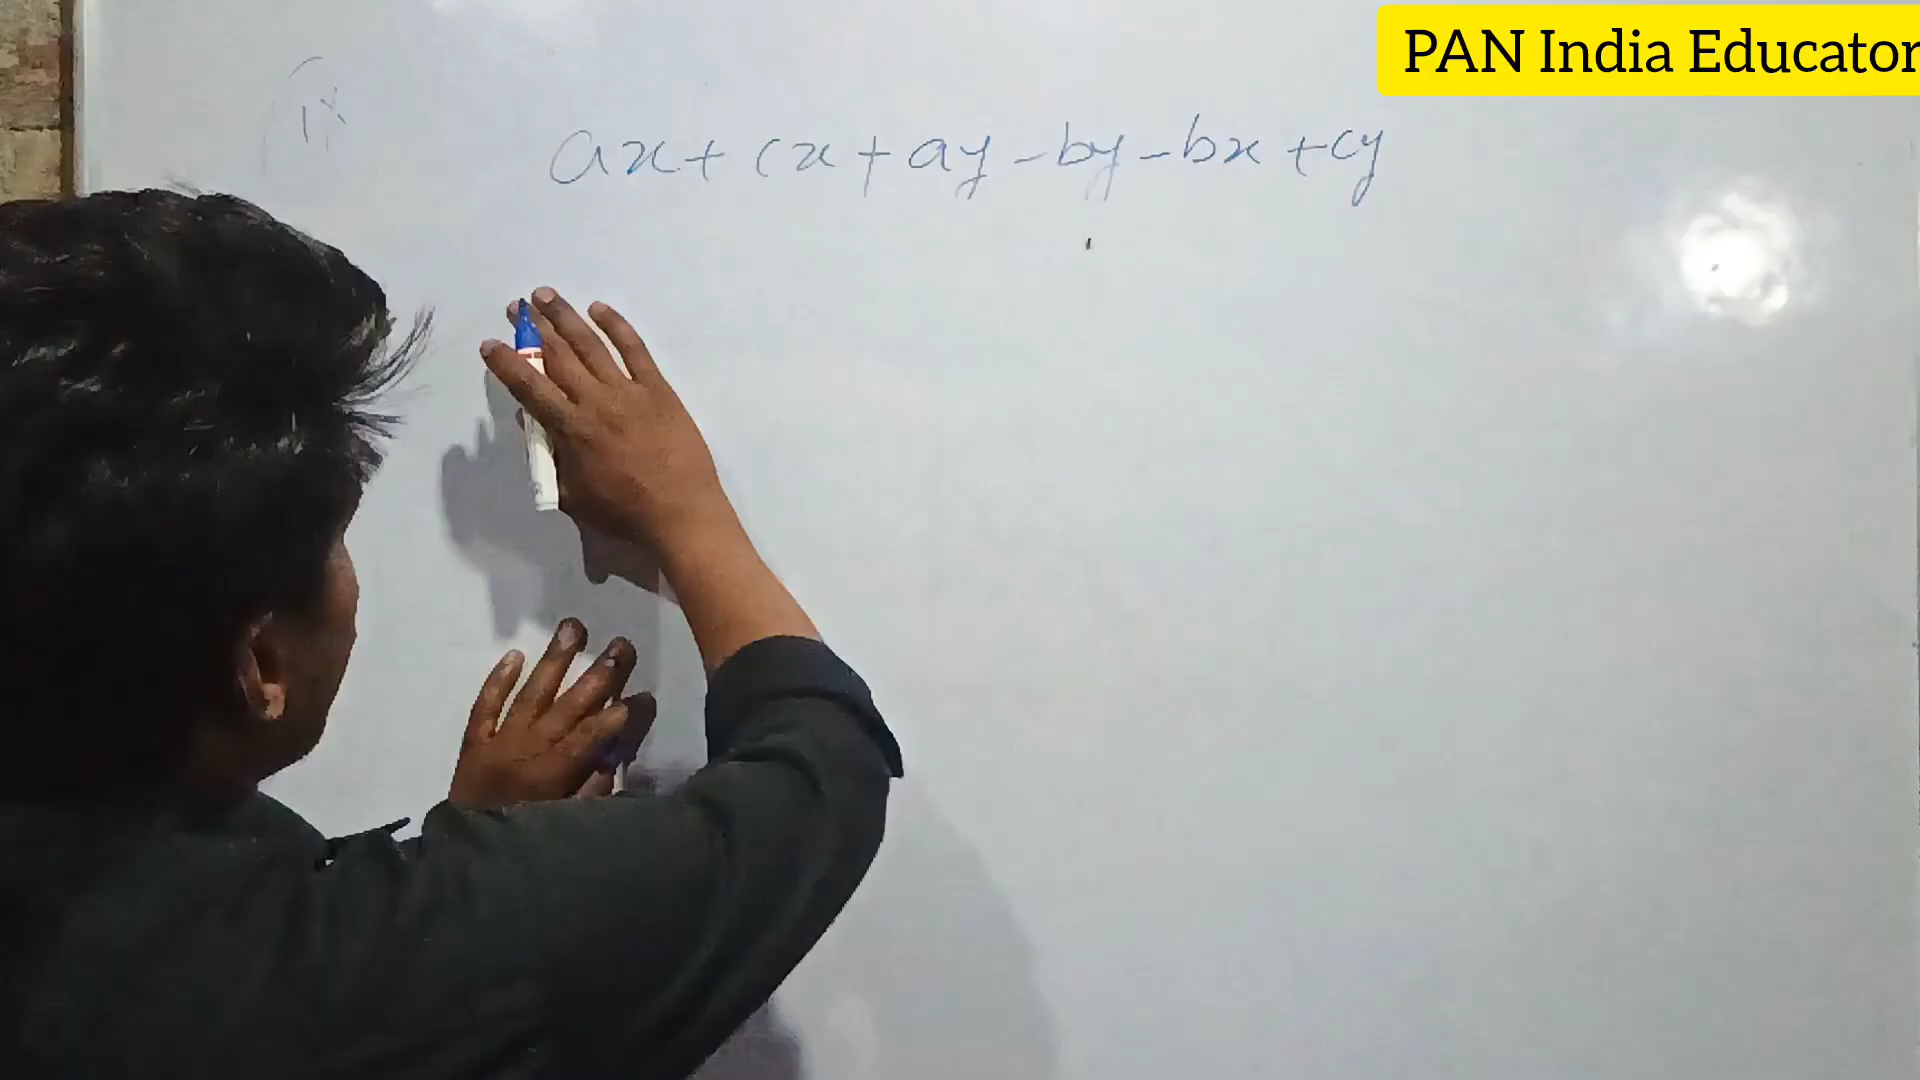 PAN India Educator
ax + cx + ay - by - bx + cy